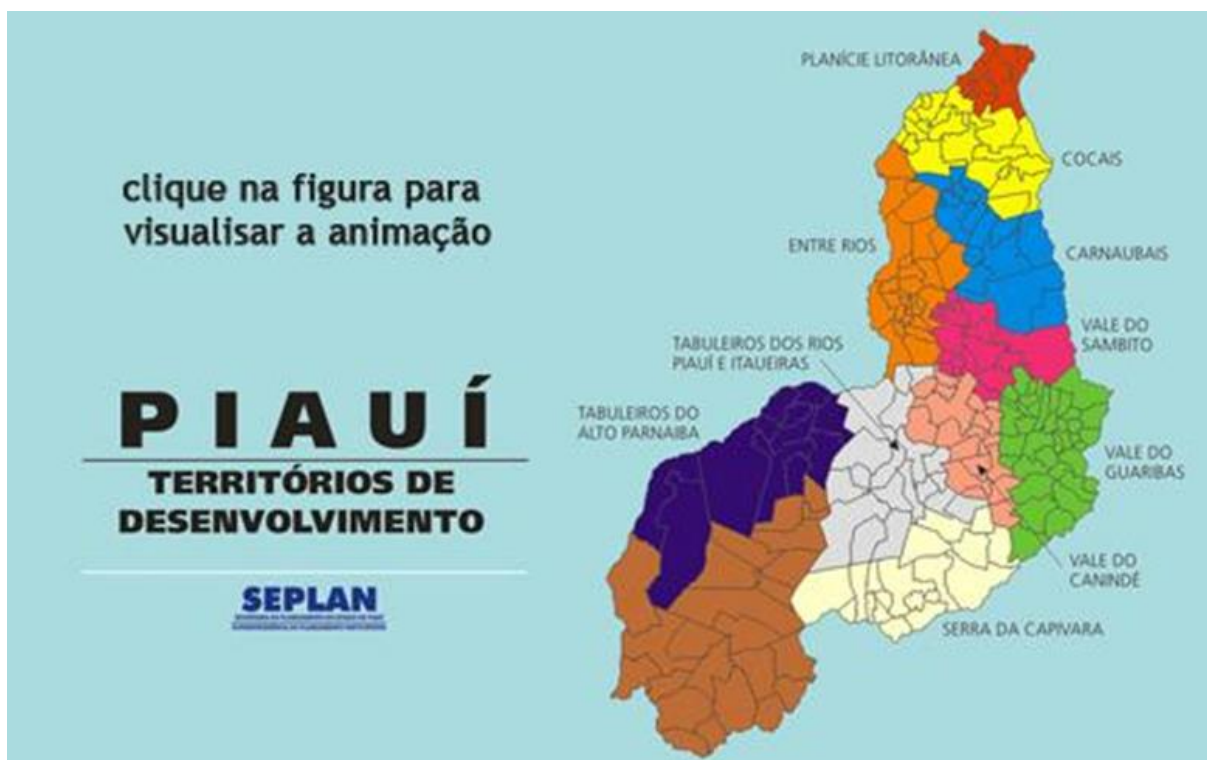 clique na figura para
visualisar a animação
PIAUÍ
TERRITÓRIOS DE
DESENVOLVIMENTO
SEPLAN
PLANÍCIE LITORÂNEA
COCAIS
ENTRE RIOS
CARNAUBAIS
VALE DO
SAMBITO
TABULEIROS DOS RIOS
PIAUÍ E ITAUEIRAS
TABULEIROS DO
ALTO PARNAIBA
VALE DO
GUARIBAS
VALE DO
CANINDÉ
SERRA DA CAPIVARA